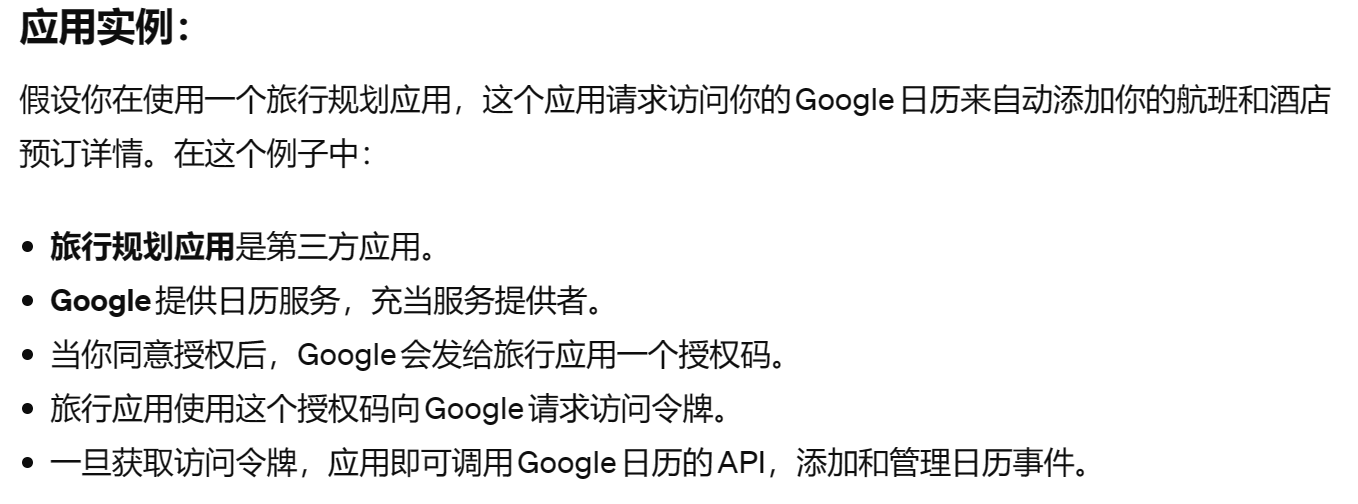 应用实例：
假设你在使用一个旅行规划应用，这个应用请求访问你的Google日历来自动添加你的航班和酒店
预订详情。在这个例子中：
• 旅行规划应用是第三方应用。
• Google提供日历服务，充当服务提供者。
• 当你同意授权后，Google会发给旅行应用一个授权码。
• 旅行应用使用这个授权码向Google请求访问令牌。
• 一旦获取访问令牌，应用即可调用Google日历的API，添加和管理日历事件。